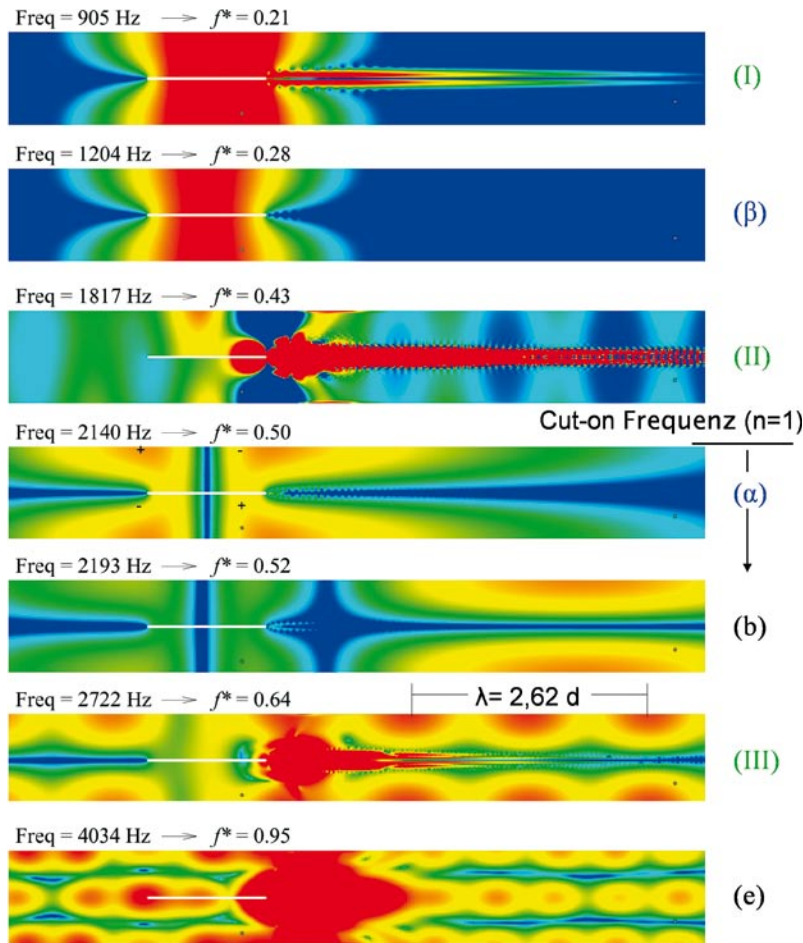 Freq = 905 Hz → f* = 0.21
(I)
Freq = 1204 Hz → f* = 0.28
(β)
Freq = 1817 Hz → f* = 0.43
(II)
Cut-on Frequenz (n=1)
Freq = 2140 Hz → f* = 0.50
+ -
- +
(α)
Freq = 2193 Hz → f* = 0.52
(b)
Freq = 2722 Hz → f* = 0.64
λ= 2,62 d
(III)
Freq = 4034 Hz → f* = 0.95
(e)